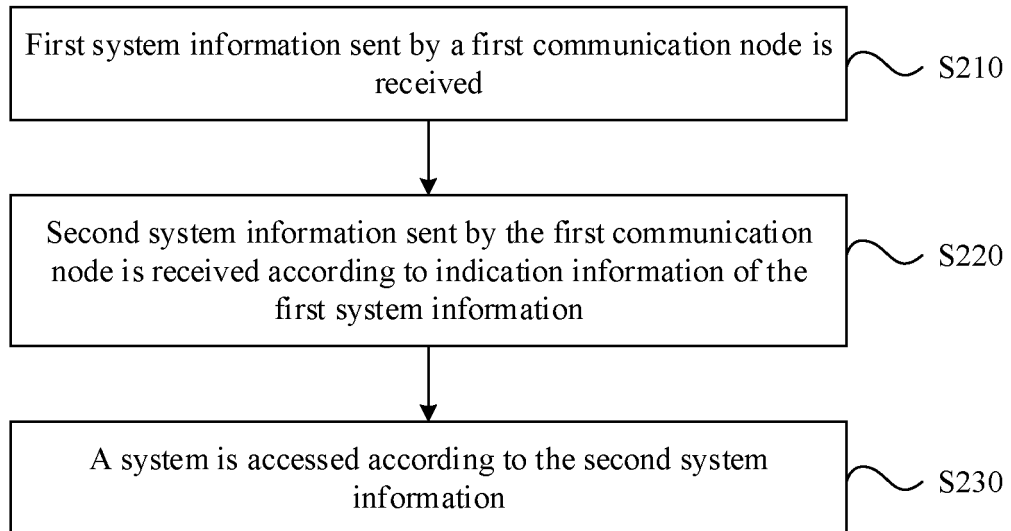 First system information sent by a first communication node is
received
S210
Second system information sent by the first communication
node is received according to indication information of the
first system information
S220
A system is accessed according to the second system
information
S230